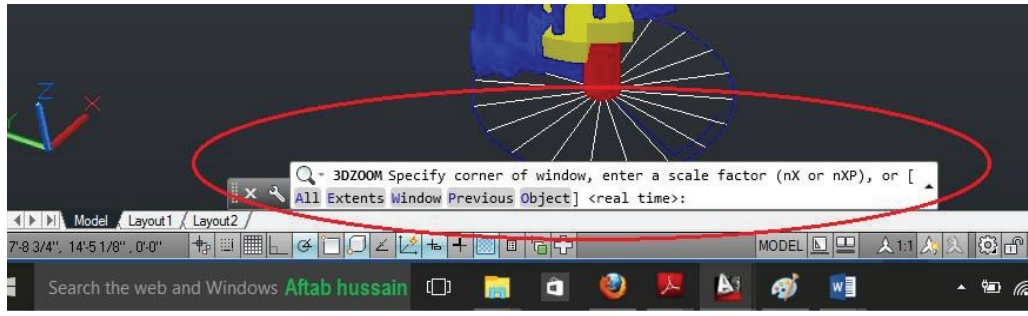 Z
X
Y
3DZOOM Specify corner of window, enter a scale factor (nX or nXP), or [
All Extents Window Previous Object] <real time>:
Model Layout1 Layout2
7'-8 3/4", 14'-5 1/8", 0'-0" MODEL 1:1
Search the web and Windows Aftab hussain